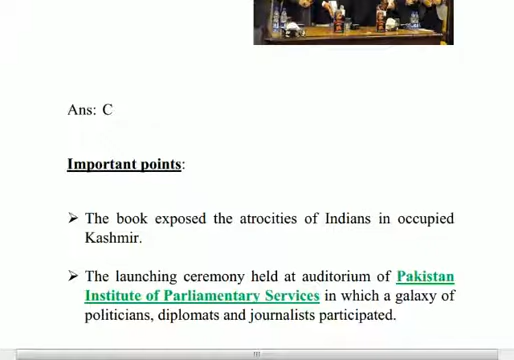 Ans: C
Important points:
➢ The book exposed the atrocities of Indians in occupied
Kashmir.
➢ The launching ceremony held at auditorium of Pakistan
Institute of Parliamentary Services in which a galaxy of
politicians, diplomats and journalists participated.